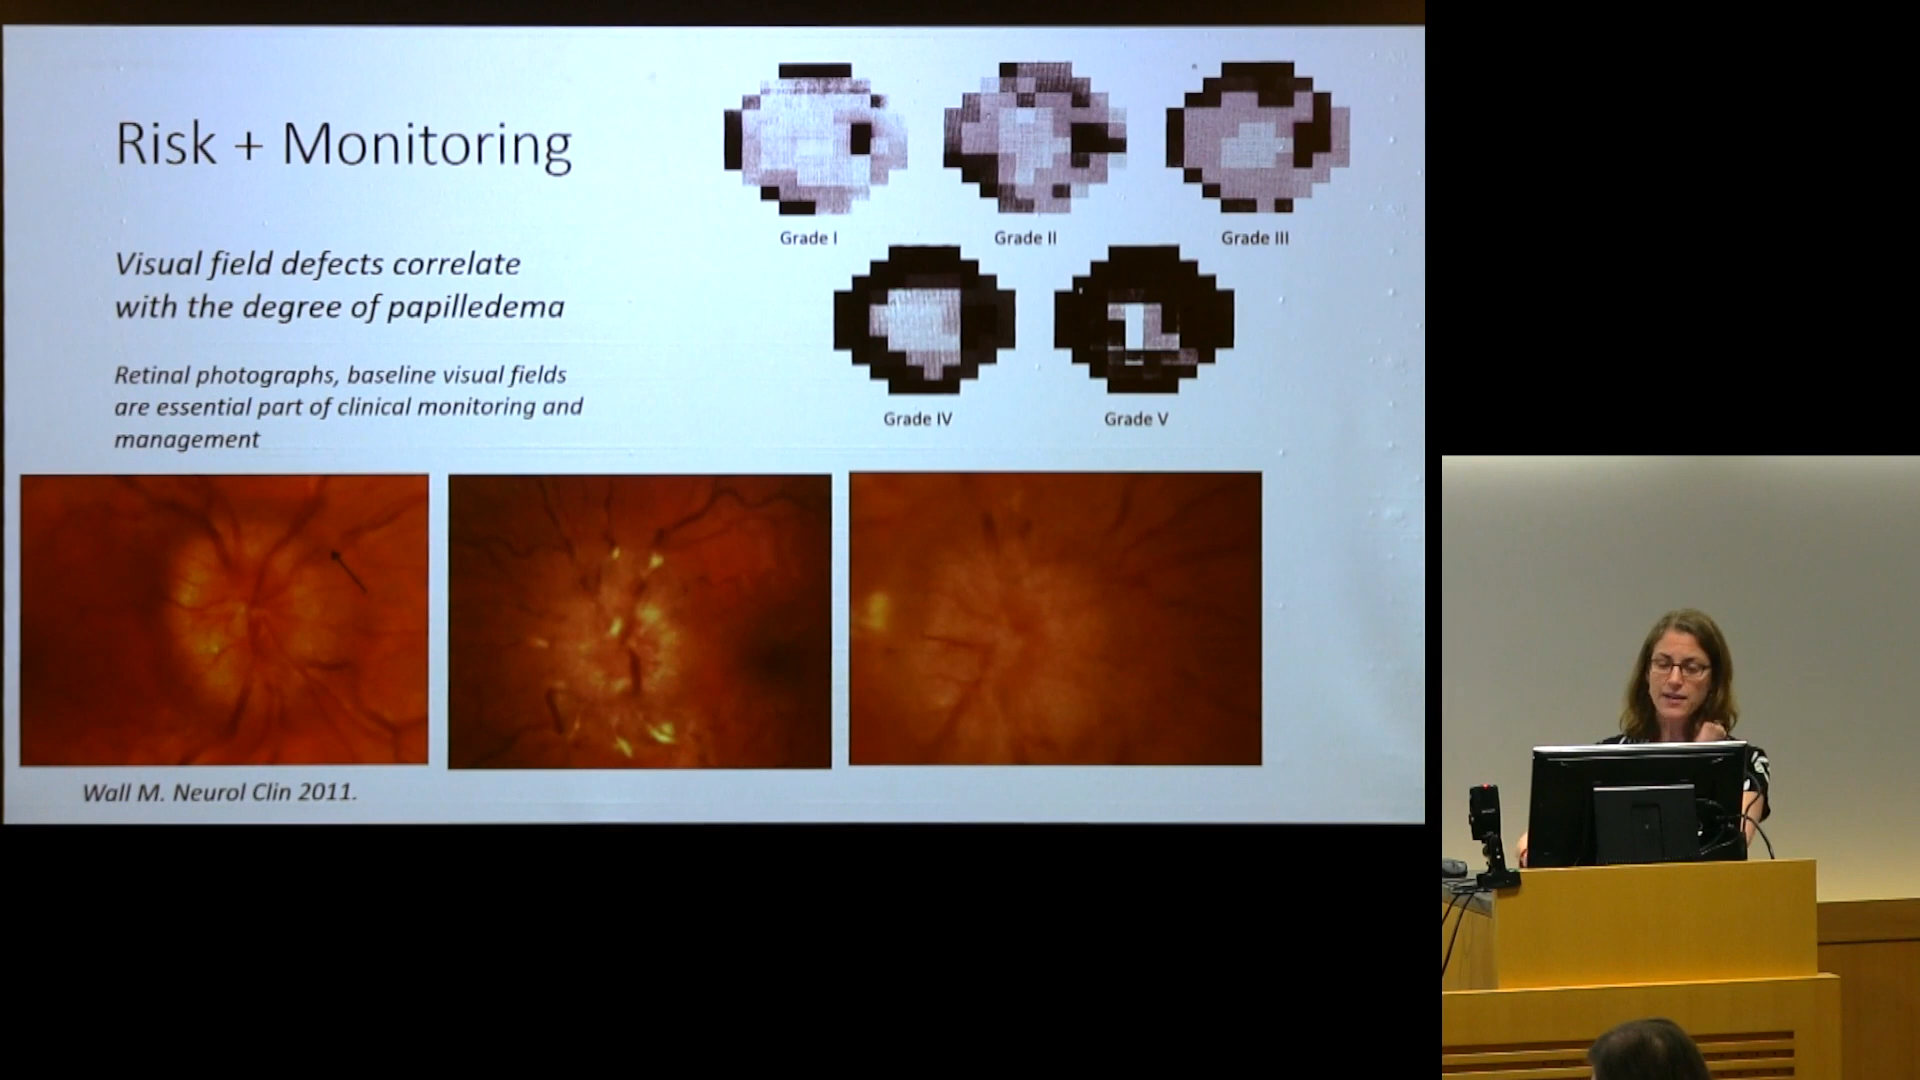 Risk + Monitoring
Visual field defects correlate
with the degree of papilledema
Retinal photographs, baseline visual fields
are essential part of clinical monitoring and
management
Grade I
Grade II
Grade III
Grade IV
Grade V
Wall M. Neurol Clin 2011.